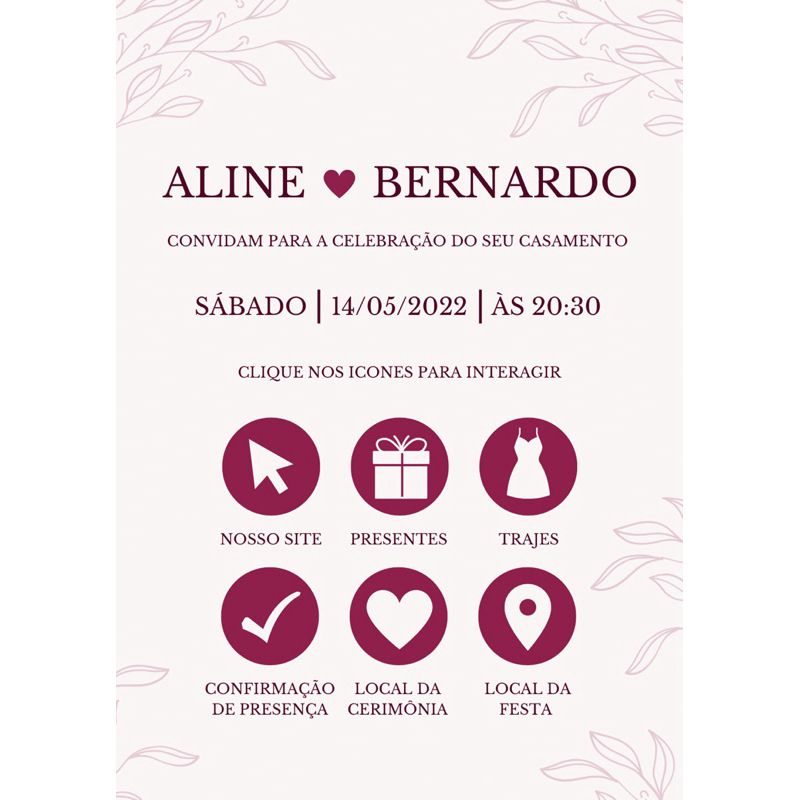 ALINE ♥ BERNARDO
CONVIDAM PARA A CELEBRAÇÃO DO SEU CASAMENTO
SÁBADO | 14/05/2022 | ÀS 20:30
CLIQUE NOS ICONES PARA INTERAGIR
NOSSO SITE PRESENTES TRAJES
CONFIRMAÇÃO
DE PRESENÇA
LOCAL DA
CERIMÔNIA
LOCAL DA
FESTA